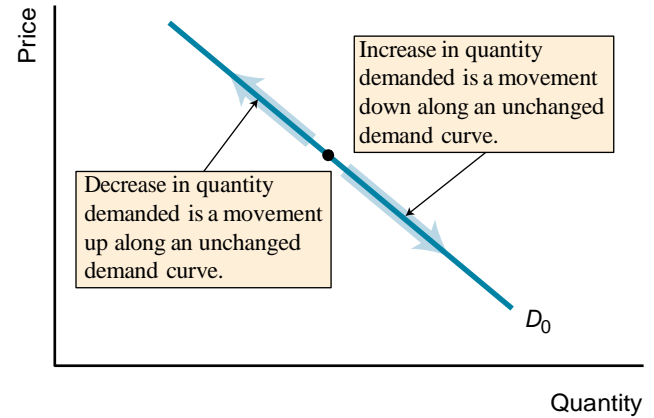 Price
Increase in quantity
demanded is a movement
down along an unchanged
demand curve.
Decrease in quantity
demanded is a movement
up along an unchanged
demand curve.
D0
Quantity